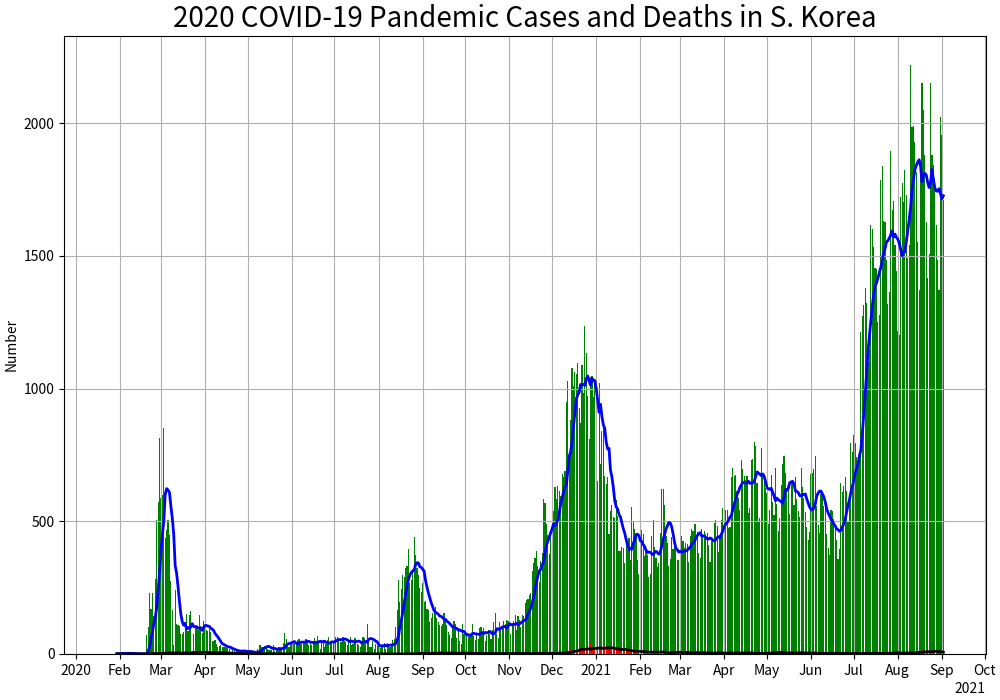 2020 COVID-19 Pandemic Cases and Deaths in S. Korea
Number
2000
1500
1000
500
0
2020 Feb Mar Apr May Jun Jul Aug Sep Oct Nov Dec 2021 Feb Mar Apr May Jun Jul Aug Sep Oct
2021